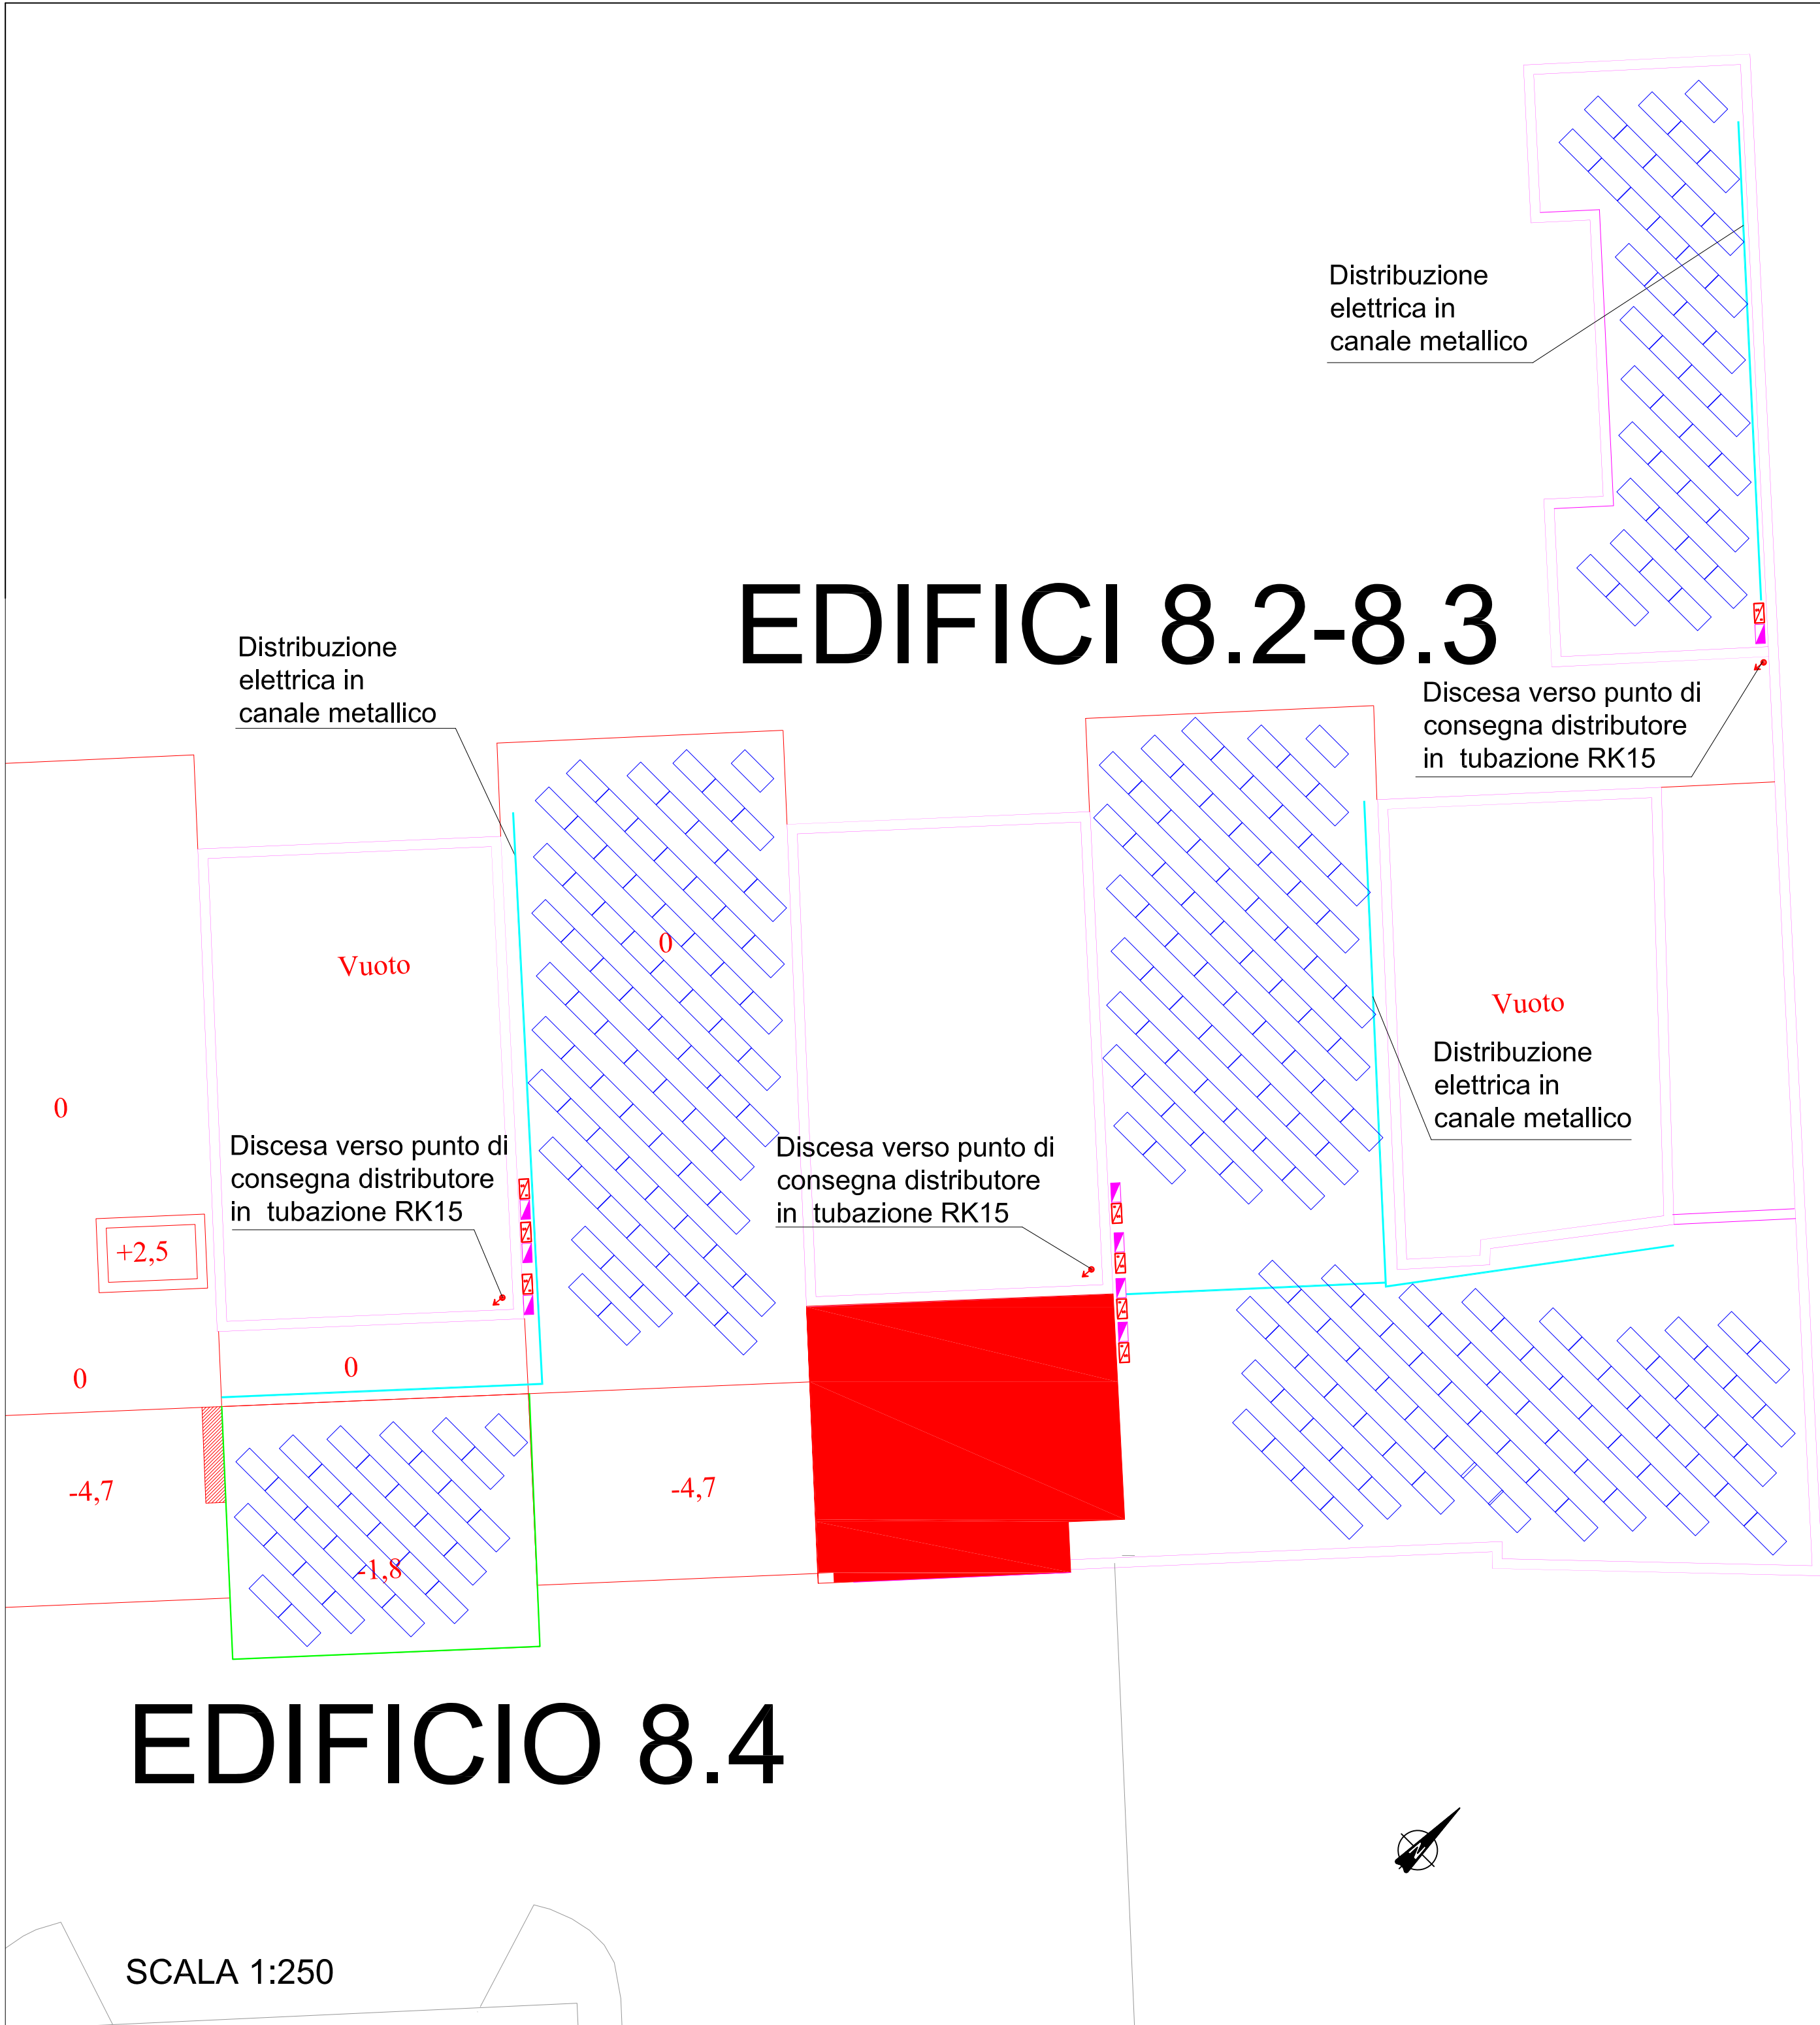 Distribuzione
elettrica in
canale metallico
EDIFICI 8.2-8.3
Distribuzione
elettrica in
canale metallico
Discesa verso punto di
consegna distributore
in tubazione RK15
0
Vuoto
Vuoto
Distribuzione
elettrica in
canale metallico
0
Discesa verso punto di
consegna distributore
in tubazione RK15
Discesa verso punto di
consegna distributore
in tubazione RK15
+2,5
0
0
-4,7
-4,7
-1,8
EDIFICIO 8.4
N
SCALA 1:250